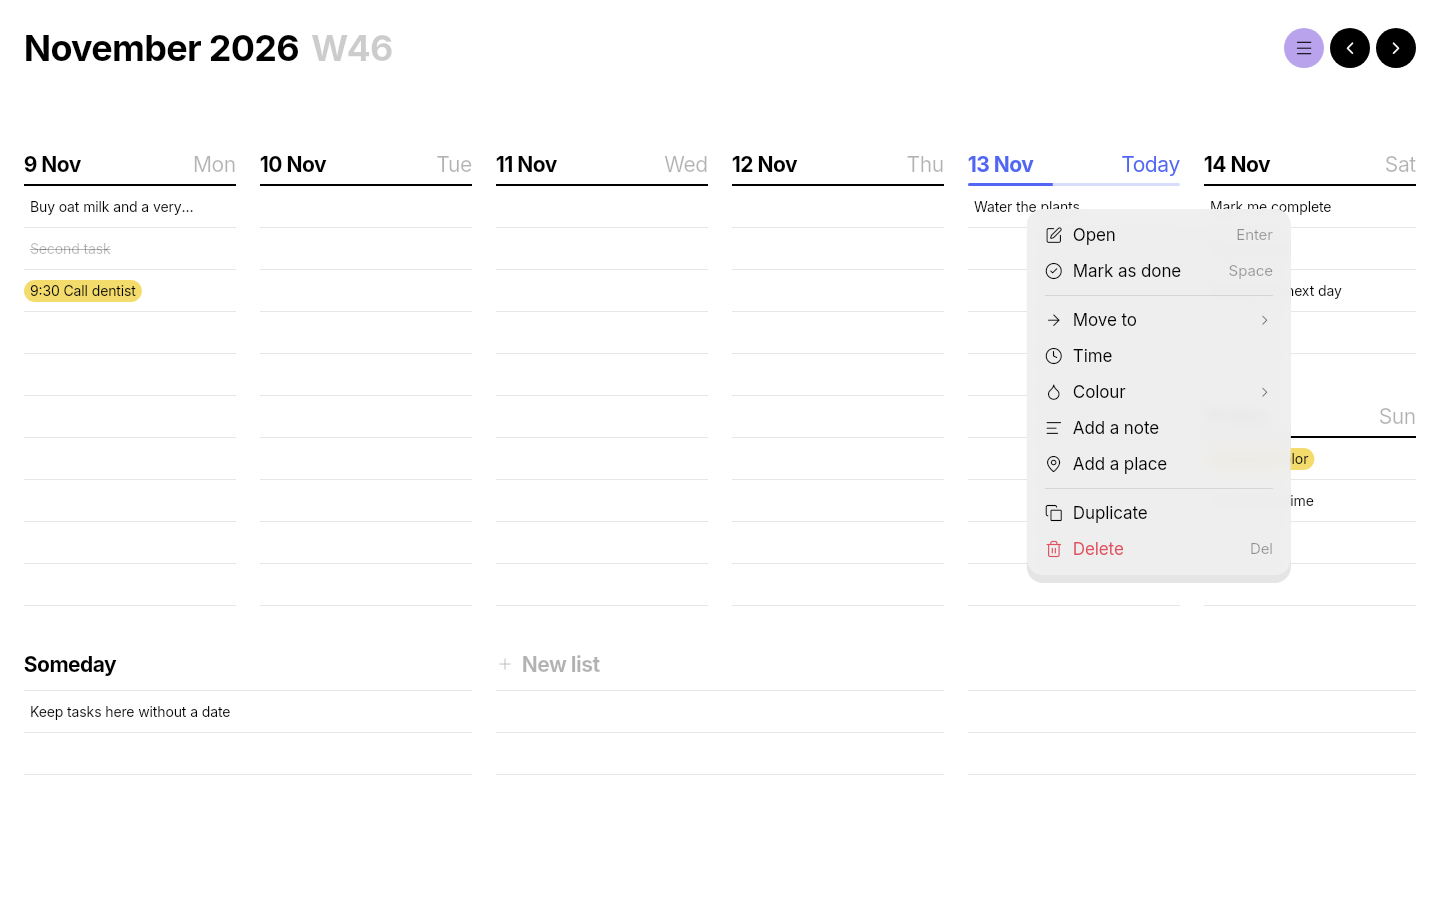 November 2026 W46
9 Nov Mon
10 Nov Tue
11 Nov Wed
12 Nov Thu
13 Nov Today
14 Nov Sat
Buy oat milk and a very...
Second task
9:30 Call dentist
Water the plants
Mark me complete
next day
Sun
lor
ime
Open Enter
Mark as done Space
Move to
Time
Colour
Add a note
Add a place
Duplicate
Delete Del
Someday
+ New list
Keep tasks here without a date